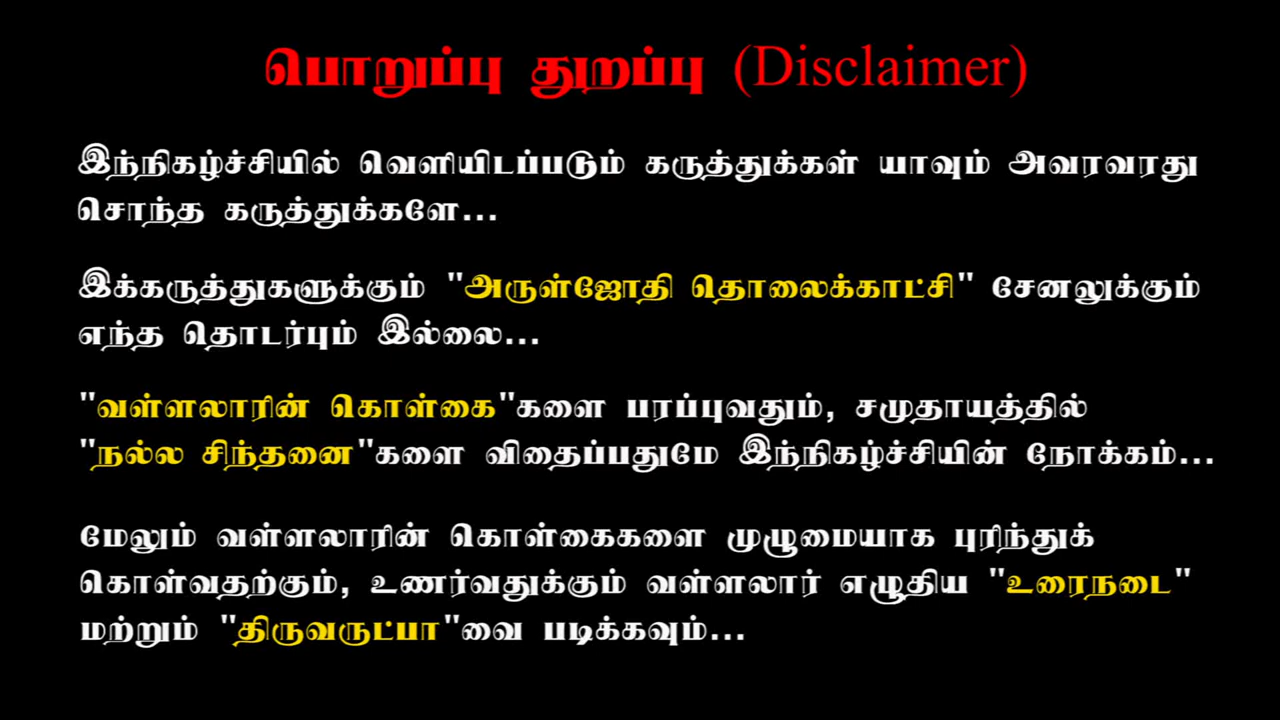 பொறுப்பு துறப்பு (Disclaimer)
இந்நிகழ்ச்சியில் வெளியிடப்படும் கருத்துக்கள் யாவும் அவரவரது
சொந்த கருத்துக்களே...
இக்கருத்துகளுக்கும் "அருள்ஜோதி தொலைக்காட்சி" சேனலுக்கும்
எந்த தொடர்பும் இல்லை...
"வள்ளலாரின் கொள்கை"களை பரப்புவதும், சமுதாயத்தில்
"நல்ல சிந்தனை"களை விதைப்பதுமே இந்நிகழ்ச்சியின் நோக்கம்...
மேலும் வள்ளலாரின் கொள்கைகளை முழுமையாக புரிந்துக்
கொள்வதற்கும், உணர்வதுக்கும் வள்ளலார் எழுதிய "உரைநடை"
மற்றும் "திருவருட்பா"வை படிக்கவும்...